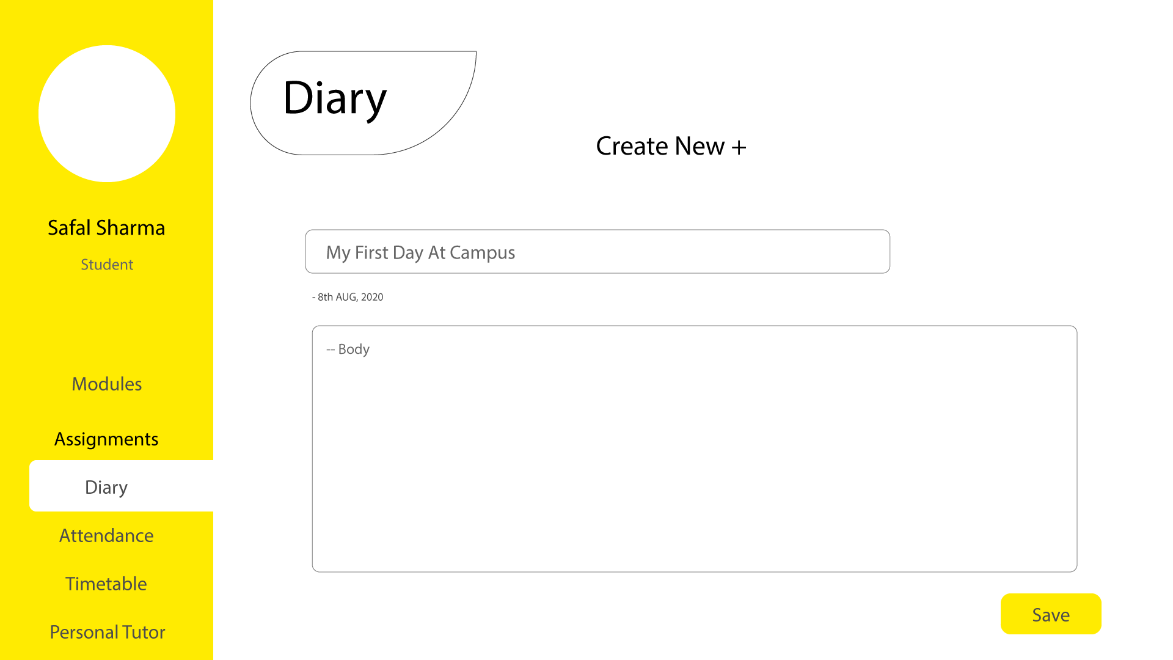 Safal Sharma
Student
Modules
Assignments
Diary
Attendance
Timetable
Personal Tutor
Diary
Create New +
My First Day At Campus
- 8th AUG, 2020
-- Body
Save